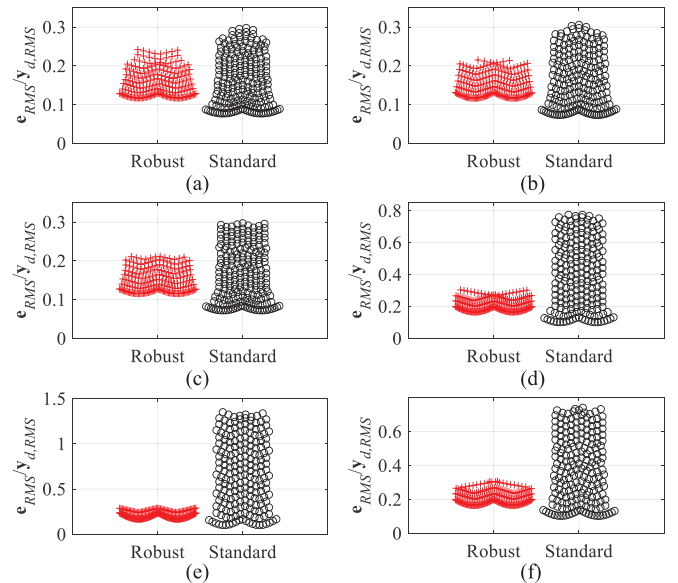 0.3
0.2
0.1
0
e_RMS/y_d,RMS
Robust Standard
(a)
0.3
0.2
0.1
0
e_RMS/y_d,RMS
Robust Standard
(b)
0.3
0.2
0.1
0
e_RMS/y_d,RMS
Robust Standard
(c)
0.8
0.6
0.4
0.2
0
e_RMS/y_d,RMS
Robust Standard
(d)
1.5
1
0.5
0
e_RMS/y_d,RMS
Robust Standard
(e)
0.6
0.4
0.2
0
e_RMS/y_d,RMS
Robust Standard
(f)